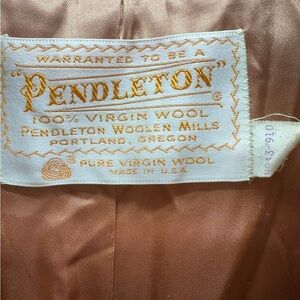 WARRANTED TO BE A
"PENDLETON"®
100% VIRGIN WOOL
PENDLETON WOOLEN MILLS
PORTLAND, OREGON
PURE VIRGIN WOOL
MADE IN U.S.A.